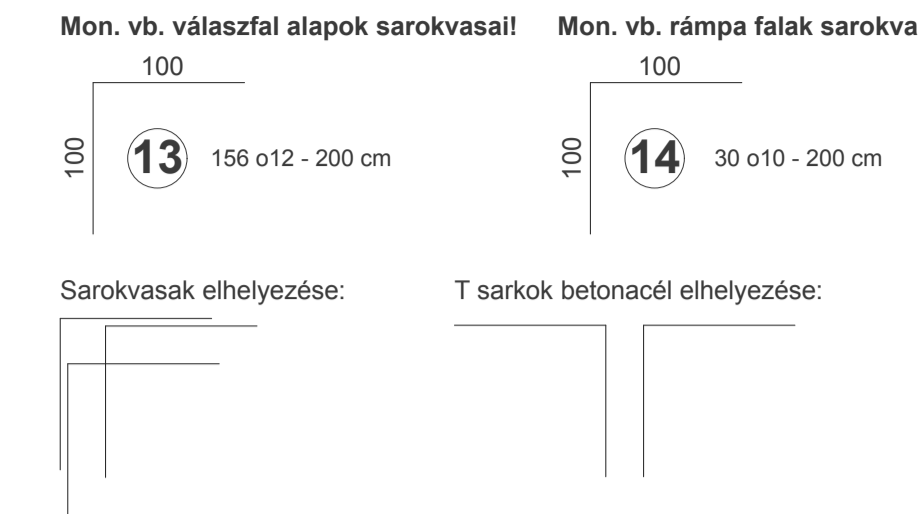 Mon. vb. válaszfal alapok sarokvasai!
Mon. vb. rámpa falak sarokva
100
100
100
13
156 o12 - 200 cm
100
14
30 o10 - 200 cm
Sarokvasak elhelyezése:
T sarkok betonacél elhelyezése: